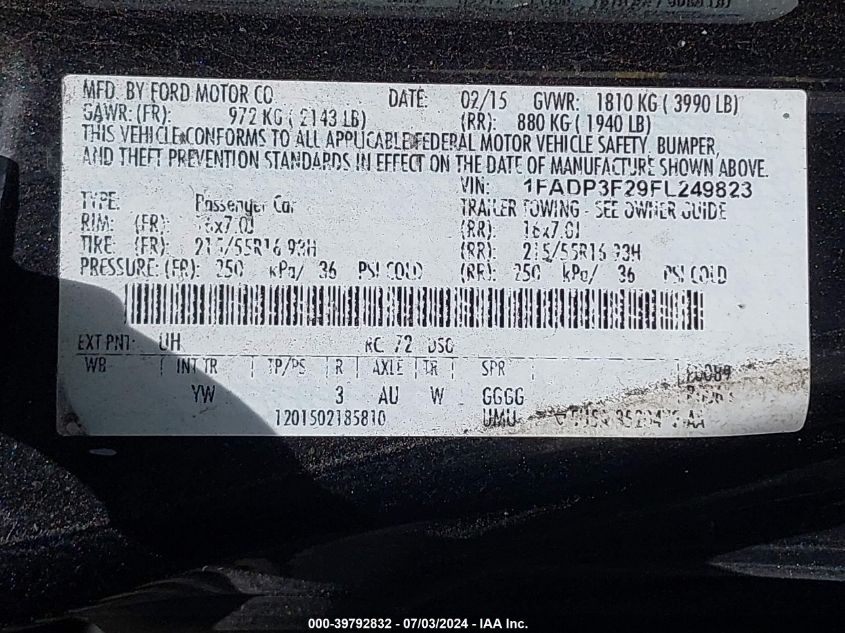 MFD. BY FORD MOTOR CO DATE: 02/15 GVWR: 1810 KG ( 3990 LB)
GAWR: (FR): 972 KG ( 2143 LB) (RR): 880 KG ( 1940 LB)
THIS VEHICLE CONFORMS TO ALL APPLICABLE FEDERAL MOTOR VEHICLE SAFETY, BUMPER,
AND THEFT PREVENTION STANDARDS IN EFFECT ON THE DATE OF MANUFACTURE SHOWN ABOVE.
VIN: 1FADP3F29FL249823
TYPE: Passenger Car TRAILER TOWING - SEE OWNER GUIDE
RIM: (FR): 16x7.0J (RR): 16x7.0J
TIRE: (FR): 215/55R16 93H (RR): 215/55R16 93H
PRESSURE: (FR): 250 kPa/ 36 PSI COLD (RR): 250 kPa/ 36 PSI COLD
EXT PNT: UH RC: 72 DSO:
WB INT TR TP/PS R AXLE TR SPR
YW 3 AU W GGGG
1201502185810 UMU
000-39792832 - 07/03/2024 - IAA Inc.